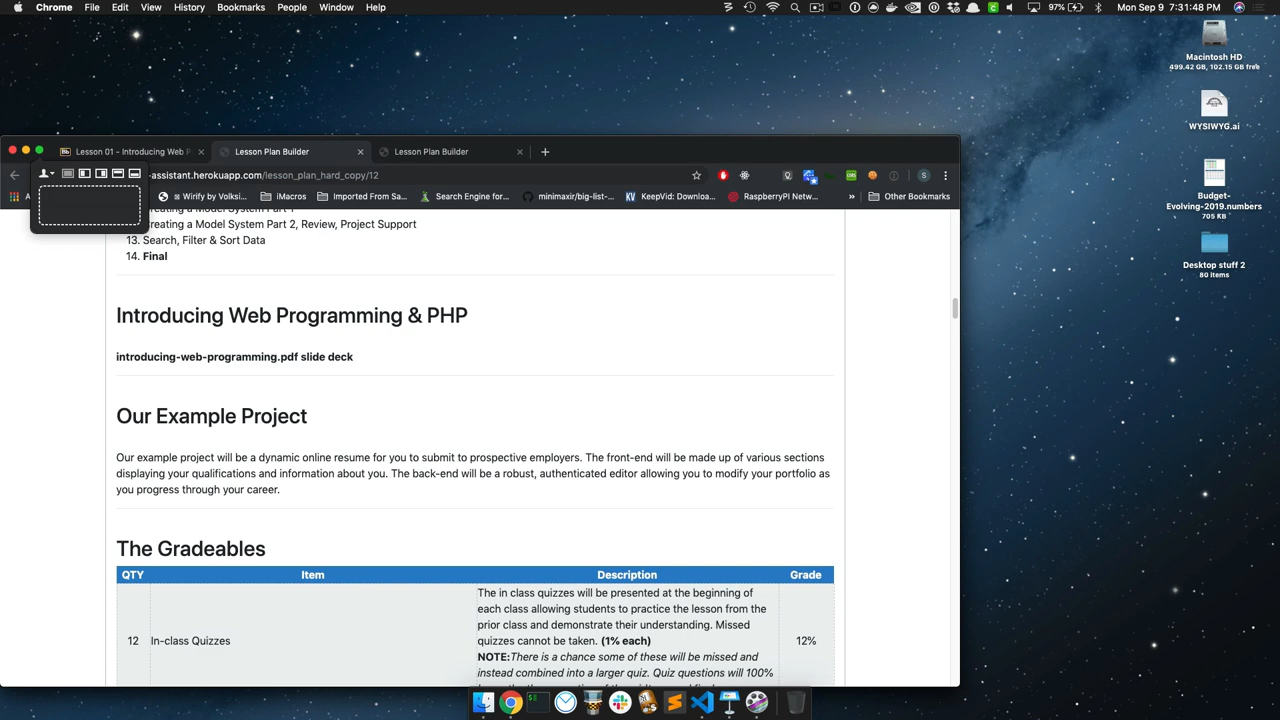 Chrome File Edit View History Bookmarks People Window Help 97% Mon Sep 9 7:31:48 PM
Macintosh HD
499.42 GB, 102.15 GB free
WYSIWYG.ai
Budget-
Evolving-2019.numbers
705 KB
Desktop stuff 2
80 items
Lesson 01 - Introducing Web P Lesson Plan Builder Lesson Plan Builder
-assistant.herokuapp.com/lesson_plan_hard_copy/12
Wirify by Volksi... iMacros Imported From Sa... Search Engine for... minimaxir/big-list-... KeepVid: Downloa... RaspberryPI Netw... » Other Bookmarks
Creating a Model System Part 2, Review, Project Support
13. Search, Filter & Sort Data
14. Final
Introducing Web Programming & PHP
introducing-web-programming.pdf slide deck
Our Example Project
Our example project will be a dynamic online resume for you to submit to prospective employers. The front-end will be made up of various sections
displaying your qualifications and information about you. The back-end will be a robust, authenticated editor allowing you to modify your portfolio as
you progress through your career.
The Gradeables
QTY Item Description Grade
The in class quizzes will be presented at the beginning of
each class allowing students to practice the lesson from the
prior class and demonstrate their understanding. Missed
12 In-class Quizzes quizzes cannot be taken. (1% each) 12%
NOTE:There is a chance some of these will be missed and
instead combined into a larger quiz. Quiz questions will 100%